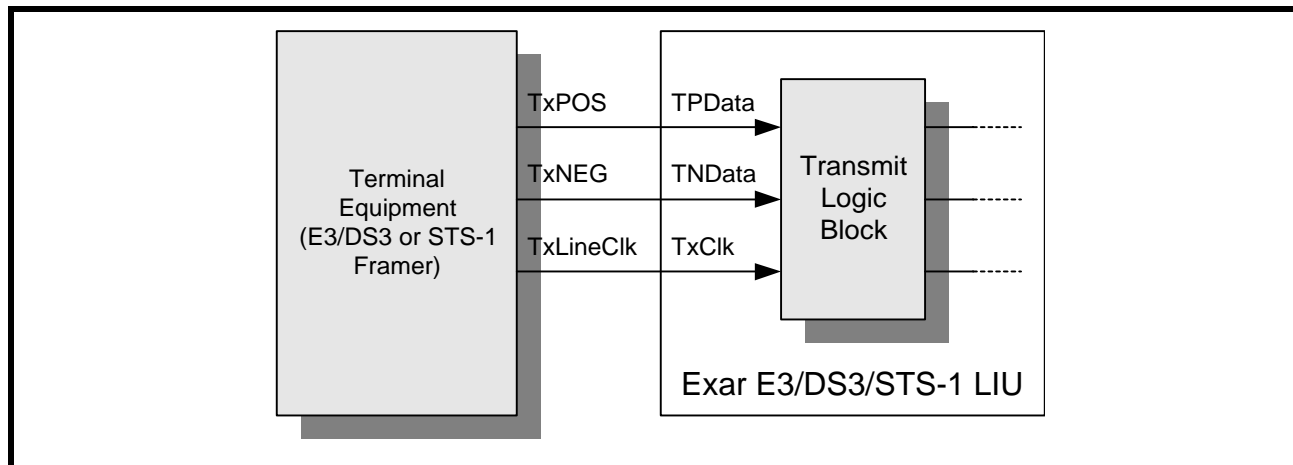 Terminal
Equipment
(E3/DS3 or STS-1
Framer)
TxPOS
TPData
TxNEG
TNData
TxLineClk
TxClk
Transmit
Logic
Block
Exar E3/DS3/STS-1 LIU